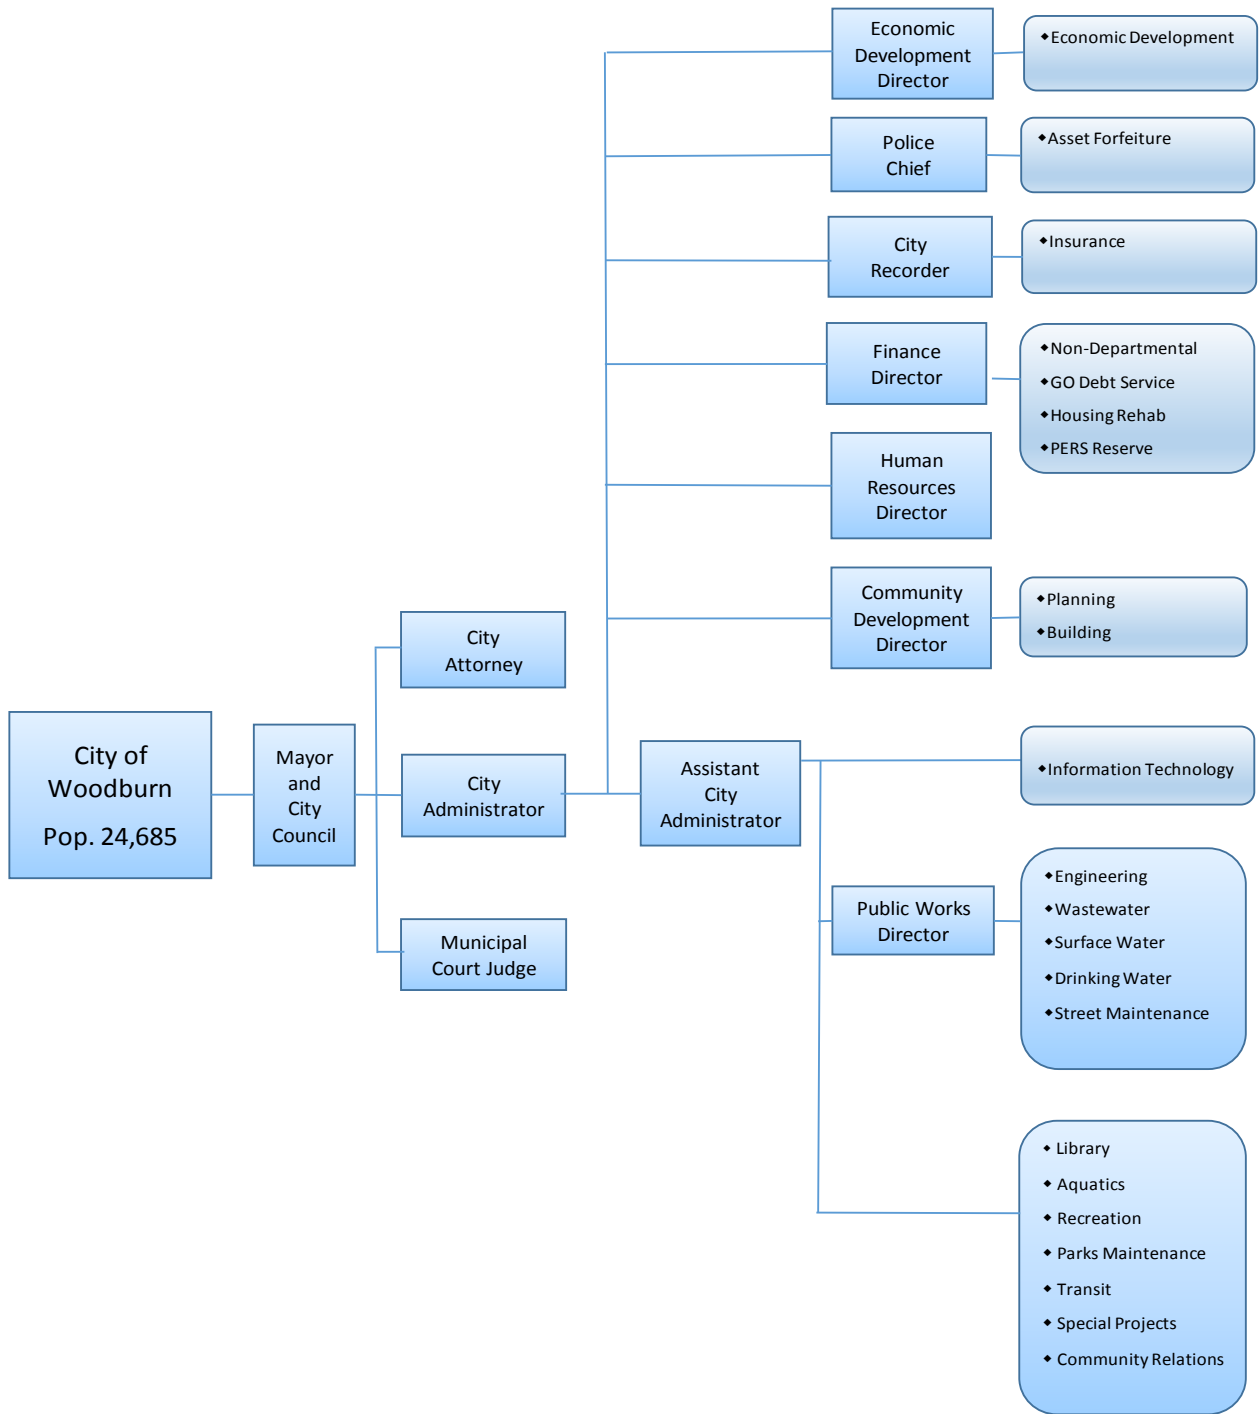 Economic
Development
Director
◆Economic Development
Police
Chief
◆Asset Forfeiture
City
Recorder
◆Insurance
Finance
Director
◆Non-Departmental
◆GO Debt Service
◆Housing Rehab
◆PERS Reserve
Human
Resources
Director
Community
Development
Director
◆Planning
◆Building
City
Attorney
City of
Woodburn
Pop. 24,685
Mayor
and
City
Council
City
Administrator
Assistant
City
Administrator
◆Information Technology
Municipal
Court Judge
Public Works
Director
◆Engineering
◆Wastewater
◆Surface Water
◆Drinking Water
◆Street Maintenance
◆ Library
◆ Aquatics
◆ Recreation
◆ Parks Maintenance
◆ Transit
◆ Special Projects
◆ Community Relations